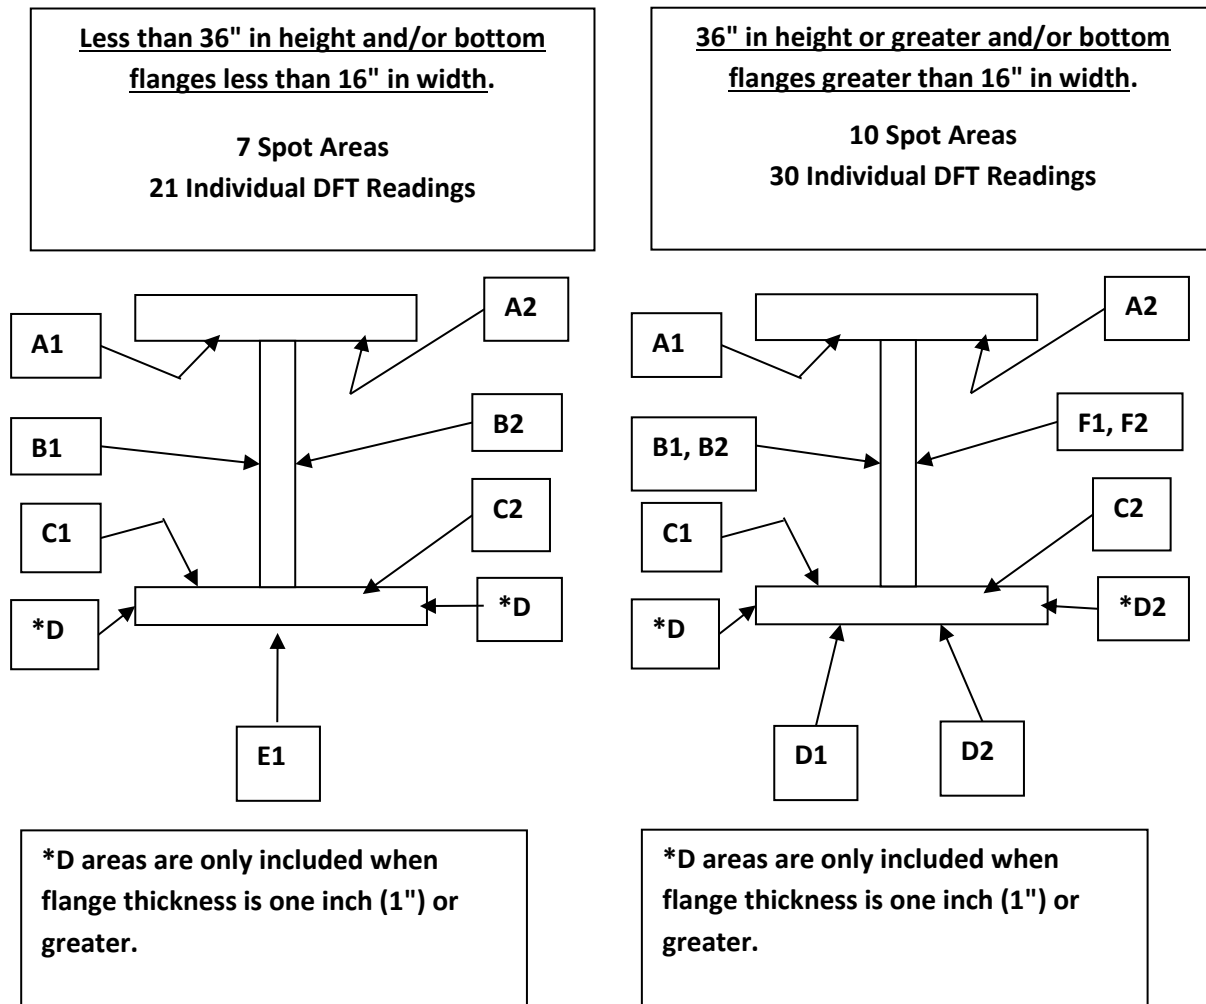 Less than 36" in height and/or bottom
flanges less than 16" in width.
7 Spot Areas
21 Individual DFT Readings
A1
A2
B1
B2
C1
C2
*D
*D
E1
*D areas are only included when
flange thickness is one inch (1") or
greater.
36" in height or greater and/or bottom
flanges greater than 16" in width.
10 Spot Areas
30 Individual DFT Readings
A1
A2
B1, B2
F1, F2
C1
C2
*D
*D2
D1
D2
*D areas are only included when
flange thickness is one inch (1") or
greater.